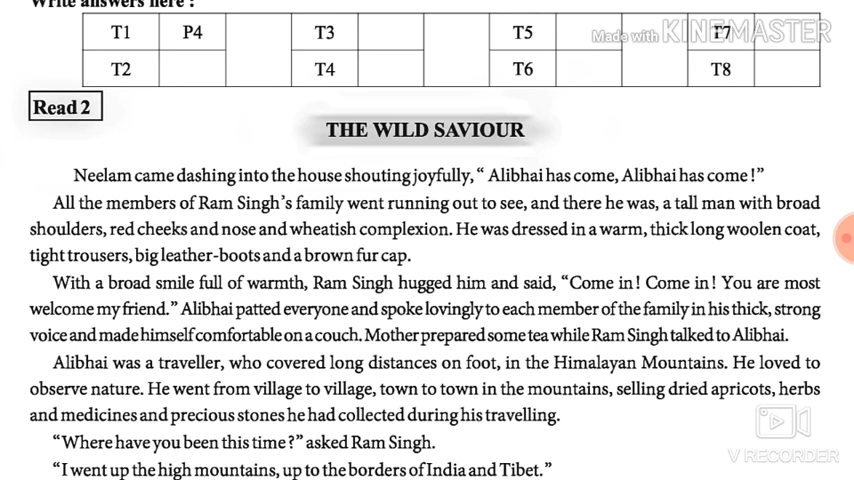 Write answers here :
T1 P4 T3 T5 T7
T2 T4 T6 T8
Made with KINEMASTER
Read 2
THE WILD SAVIOUR
Neelam came dashing into the house shouting joyfully, “ Alibhai has come, Alibhai has come !”
All the members of Ram Singh’s family went running out to see, and there he was, a tall man with broad
shoulders, red cheeks and nose and wheatish complexion. He was dressed in a warm, thick long woolen coat,
tight trousers, big leather-boots and a brown fur cap.
With a broad smile full of warmth, Ram Singh hugged him and said, “Come in! Come in! You are most
welcome my friend.” Alibhai patted everyone and spoke lovingly to each member of the family in his thick, strong
voice and made himself comfortable on a couch. Mother prepared some tea while Ram Singh talked to Alibhai.
Alibhai was a traveller, who covered long distances on foot, in the Himalayan Mountains. He loved to
observe nature. He went from village to village, town to town in the mountains, selling dried apricots, herbs
and medicines and precious stones he had collected during his travelling.
“Where have you been this time?” asked Ram Singh.
“I went up the high mountains, up to the borders of India and Tibet.”
V RECORDER